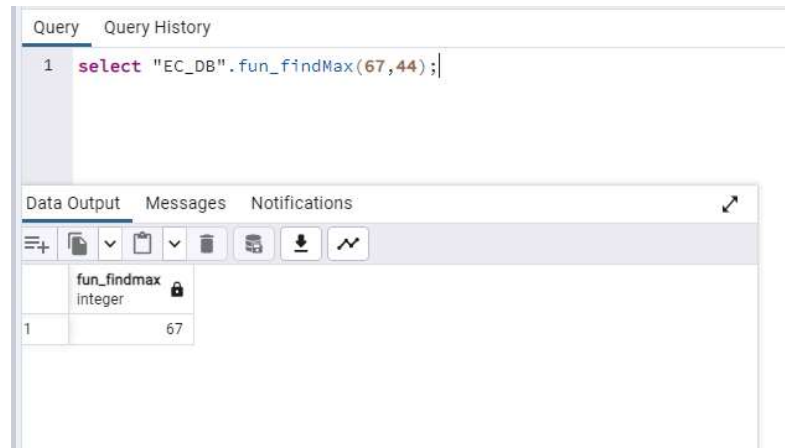 Query Query History
1 select "EC_DB".fun_findMax(67,44);
Data Output Messages Notifications
fun_findmax
integer
1 67